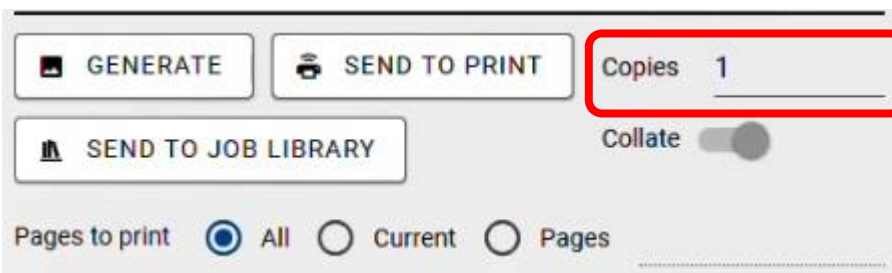 GENERATE SEND TO PRINT Copies 1
SEND TO JOB LIBRARY Collate
Pages to print All Current Pages